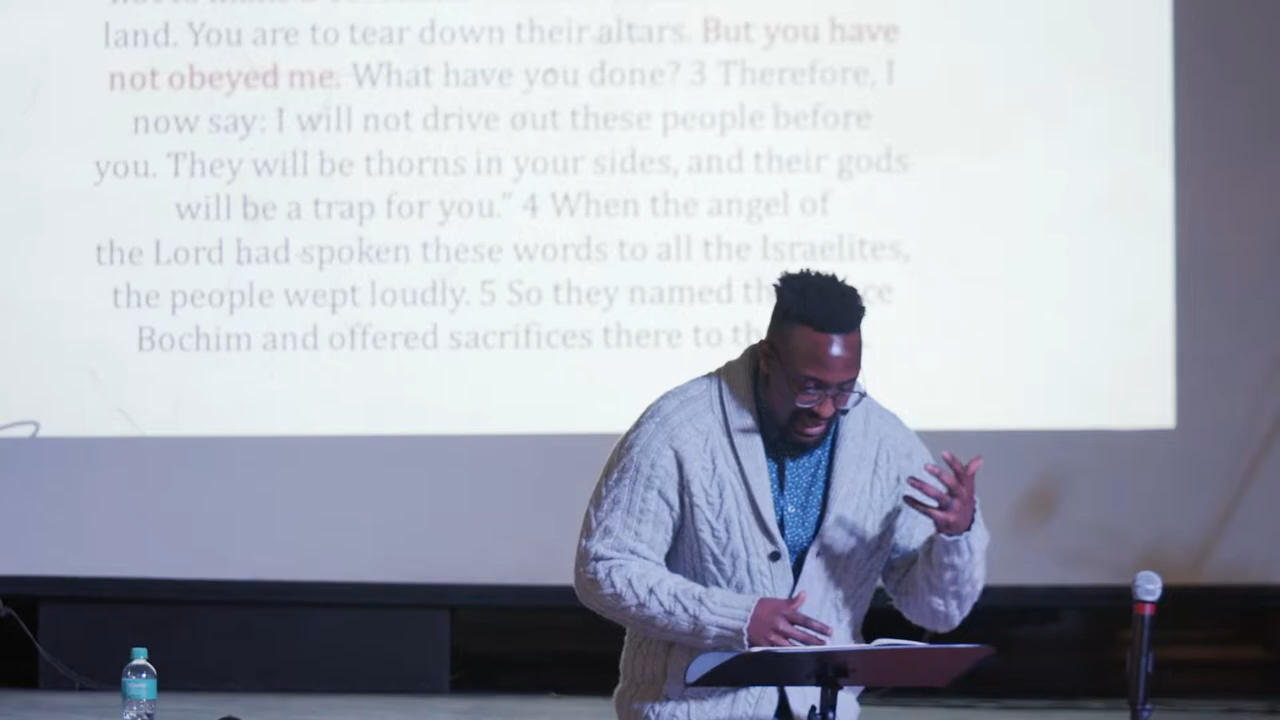 land. You are to tear down their altars. But you have
not obeyed me. What have you done? 3 Therefore, I
now say: I will not drive out these people before
you. They will be thorns in your sides, and their gods
will be a trap for you.” 4 When the angel of
the Lord had spoken these words to all the Israelites,
the people wept loudly. 5 So they named
Bochim and offered sacrifices there to